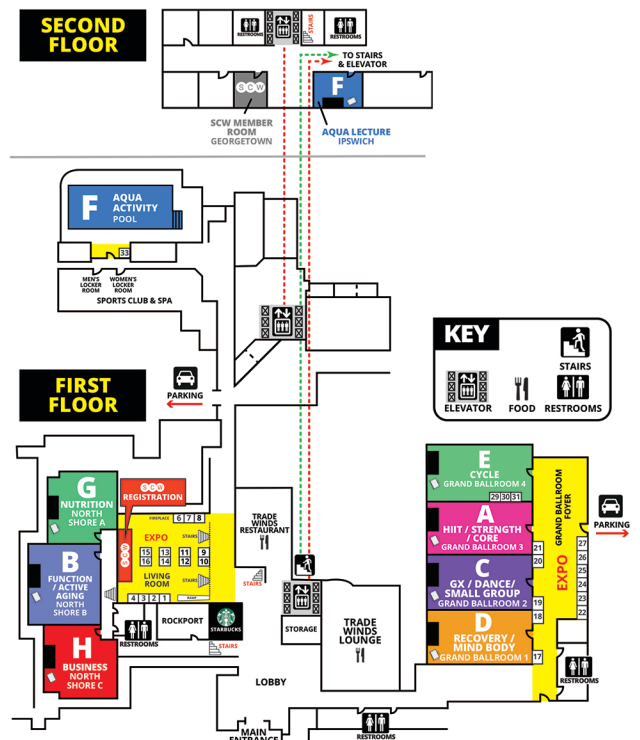 SECOND
FLOOR
RESTROOMS
STAIRS
RESTROOMS
TO STAIRS
& ELEVATOR
SCW
F
SCW MEMBER
ROOM
GEORGETOWN
AQUA LECTURE
IPSWICH
F
AQUA
ACTIVITY
POOL
33
MEN'S
LOCKER
ROOM
WOMEN'S
LOCKER
ROOM
SPORTS CLUB & SPA
KEY
STAIRS
ELEVATOR
FOOD
RESTROOMS
FIRST
FLOOR
PARKING
G
NUTRITION
NORTH
SHORE A
SCW
REGISTRATION
SCW
FIREPLACE
6 7 8
EXPO
STAIRS
15 13 11 9
16 14 12 10
LIVING
ROOM
STAIRS
4 3 2 1
RAMP
B
FUNCTION
/ ACTIVE
AGING
NORTH
SHORE B
H
BUSINESS
NORTH
SHORE C
RESTROOMS
ROCKPORT
STARBUCKS
STAIRS
TRADE
WINDS
RESTAURANT
STAIRS
STORAGE
TRADE
WINDS
LOUNGE
LOBBY
MAIN
ENTRANCE
RESTROOMS
E
CYCLE
GRAND BALLROOM 4
29 30 31
A
HIIT / STRENGTH
/ CORE
GRAND BALLROOM 3
C
GX / DANCE/
SMALL GROUP
GRAND BALLROOM 2
D
RECOVERY /
MIND BODY
GRAND BALLROOM 1
GRAND BALLROOM
FOYER
EXPO
21
20
19
18
17
27
26
25
24
23
22
PARKING
RESTROOMS